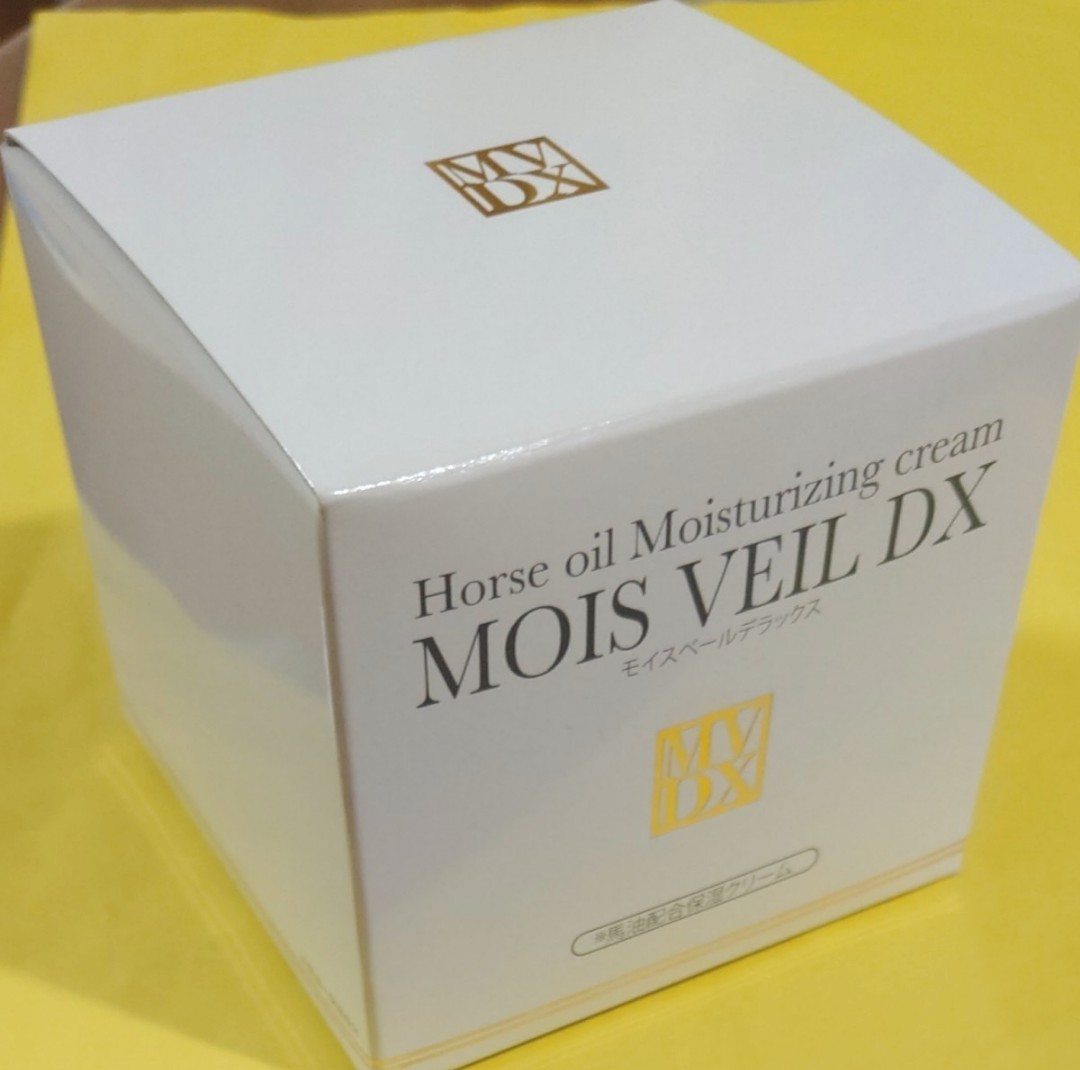 MV
DX
Horse oil Moisturizing cream
MOIS VEIL DX
モイスベールデラックス
MV
DX
※馬油配合保湿クリーム